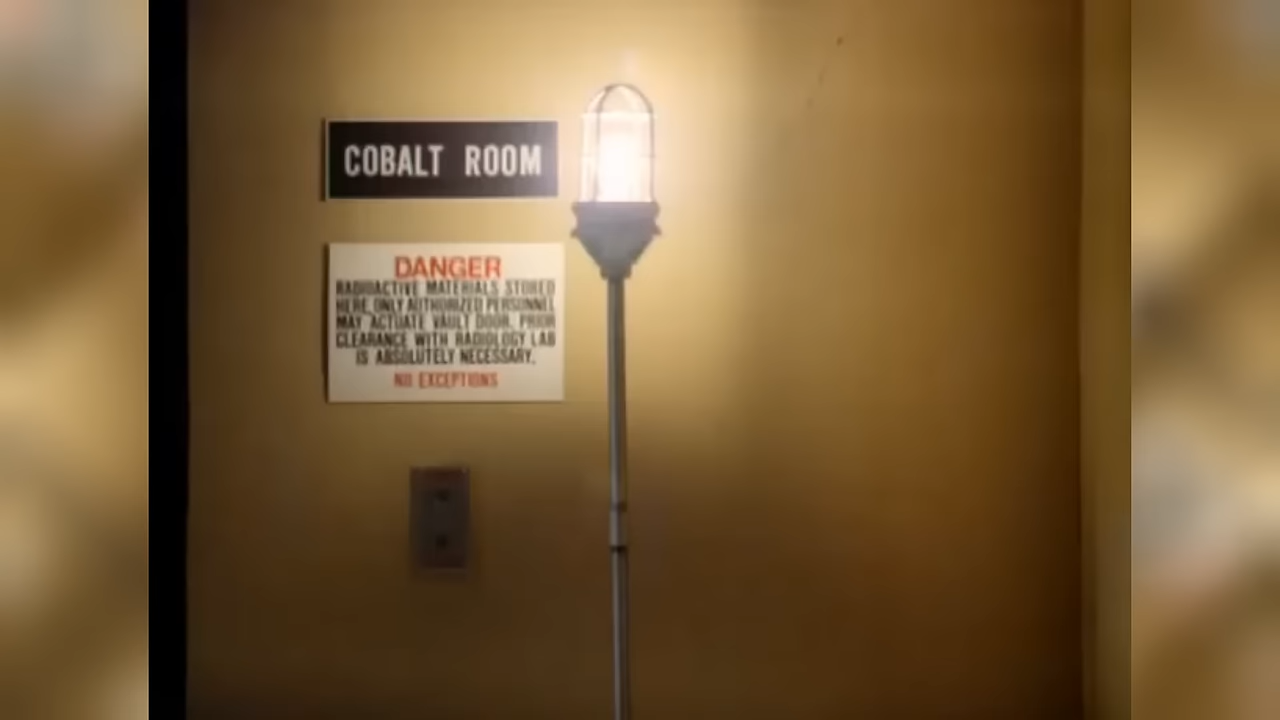 COBALT ROOM
DANGER
RADIOACTIVE MATERIALS STORED
HERE. ONLY AUTHORIZED PERSONNEL
MAY ACTUATE VAULT DOOR. PRIOR
CLEARANCE WITH RADIOLOGY LAB
IS ABSOLUTELY NECESSARY.
NO EXCEPTIONS